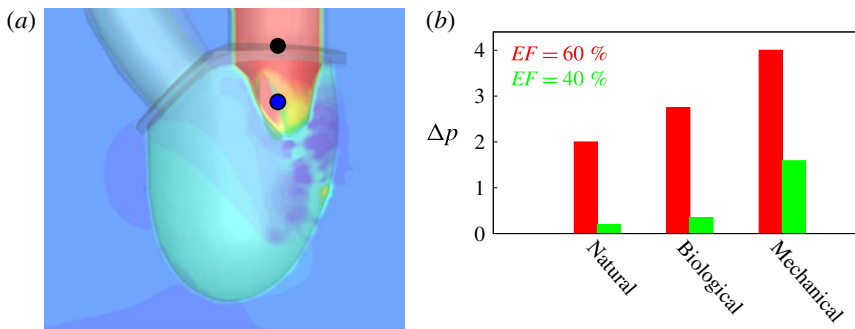 (a)
(b)
EF = 60 %
EF = 40 %
Δp
4
3
2
1
0
Natural
Biological
Mechanical